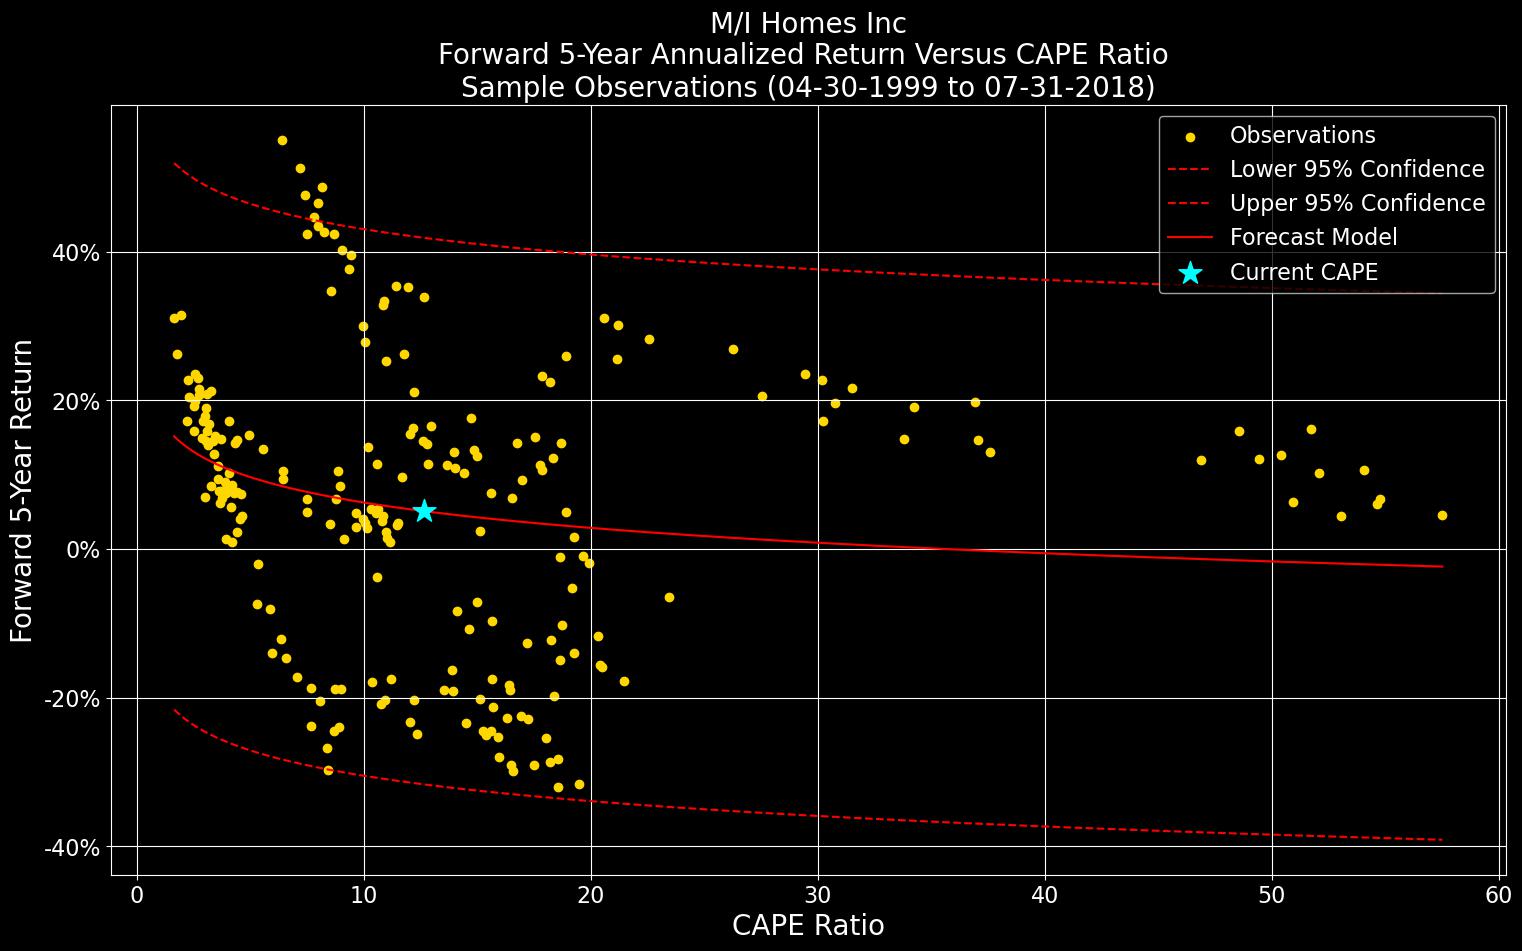 M/I Homes Inc
Forward 5-Year Annualized Return Versus CAPE Ratio
Sample Observations (04-30-1999 to 07-31-2018)
Observations
Lower 95% Confidence
Upper 95% Confidence
Forecast Model
Current CAPE
Forward 5-Year Return
40%
20%
0%
-20%
-40%
0 10 20 30 40 50 60
CAPE Ratio